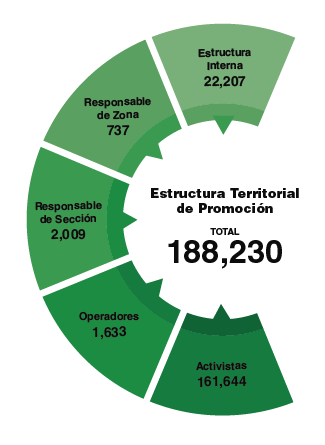 Estructura
Interna
22,207
Responsable
de Zona
737
Responsable
de Sección
2,009
Operadores
1,633
Activistas
161,644
Estructura Territorial
de Promoción
TOTAL
188,230